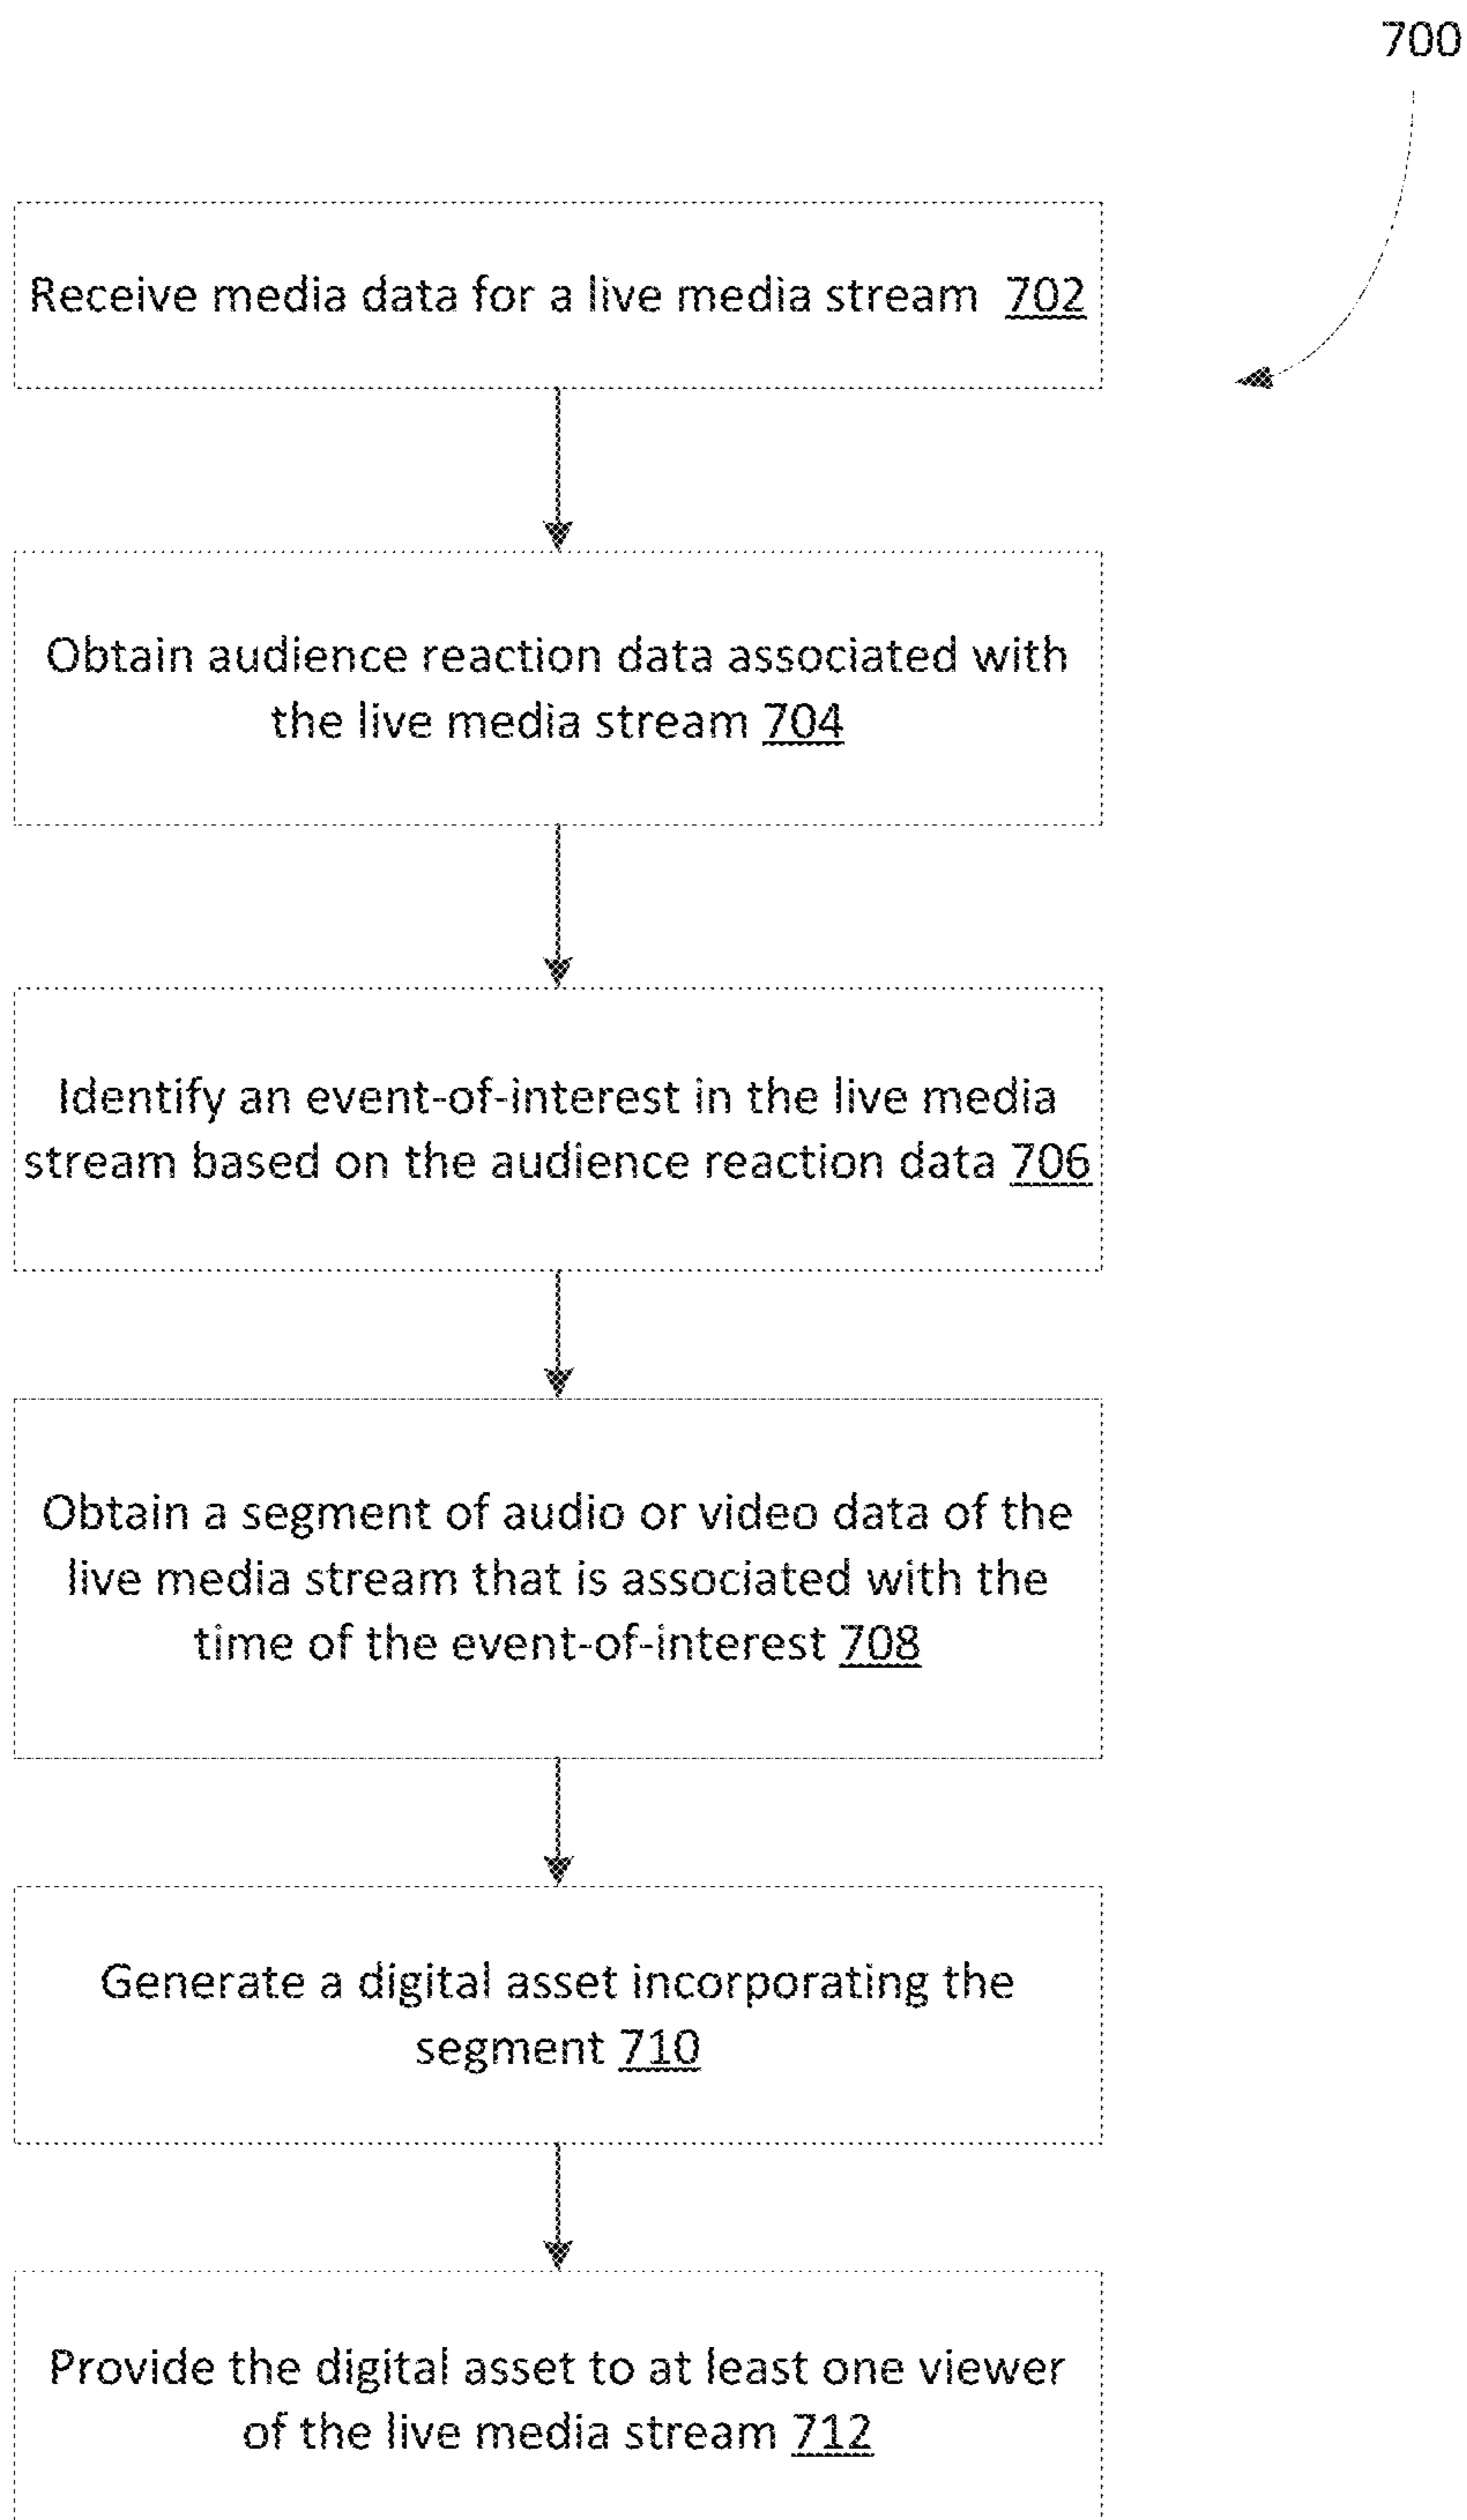 700
Receive media data for a live media stream 702
Obtain audience reaction data associated with
the live media stream 704
Identify an event-of-interest in the live media
stream based on the audience reaction data 706
Obtain a segment of audio or video data of the
live media stream that is associated with the
time of the event-of-interest 708
Generate a digital asset incorporating the
segment 710
Provide the digital asset to at least one viewer
of the live media stream 712